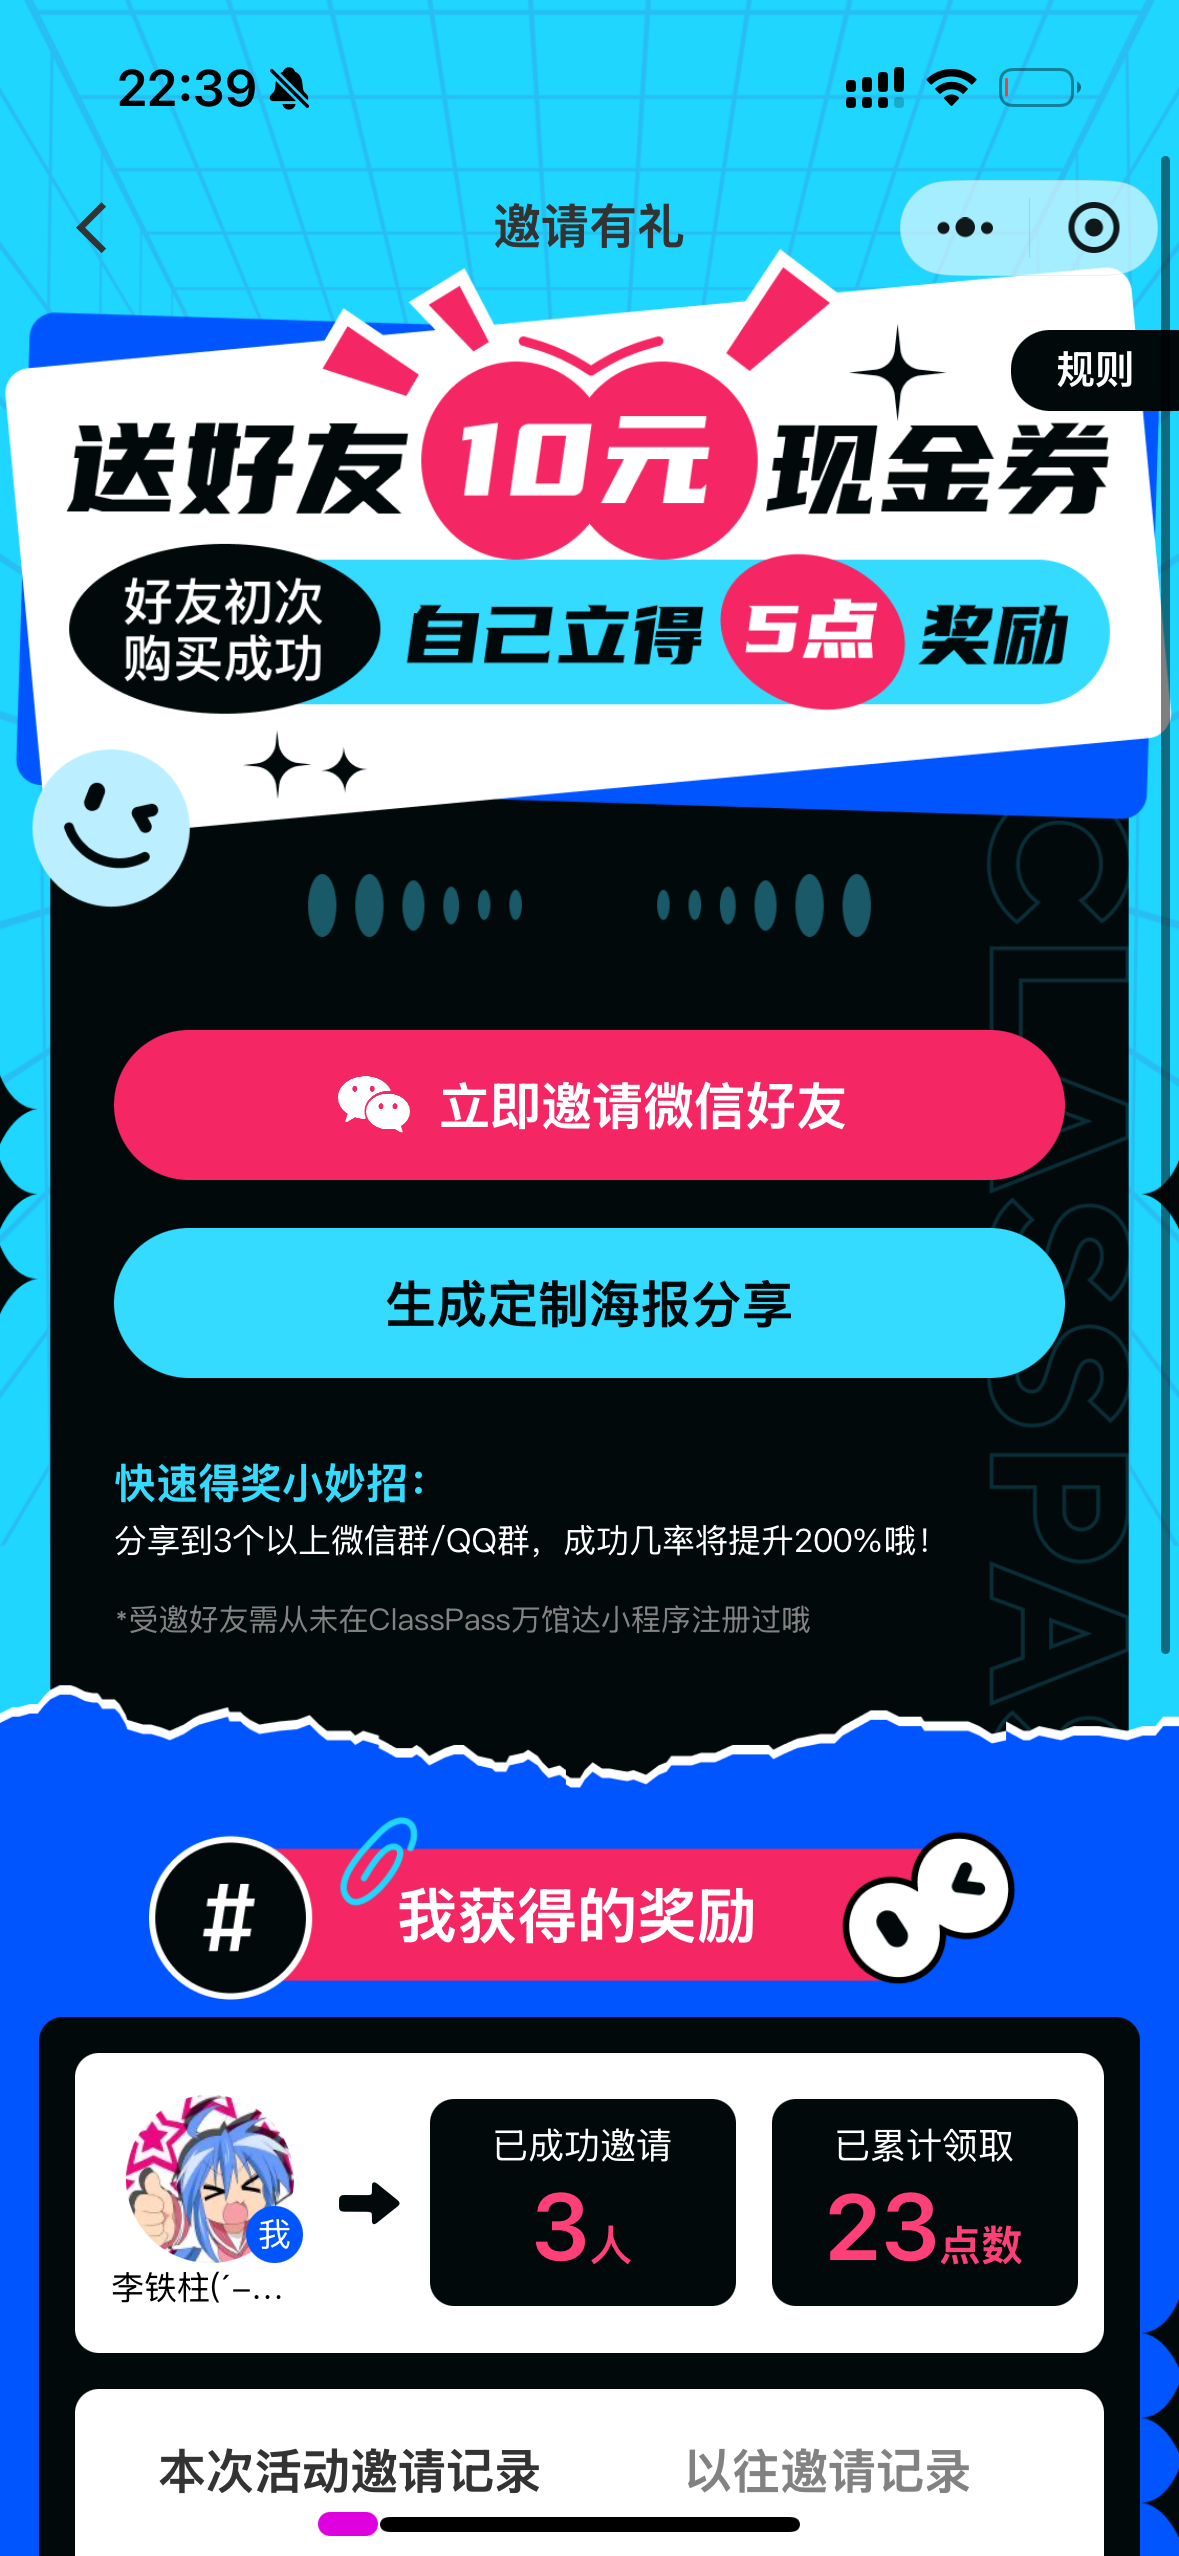 22:39
邀请有礼
规则
送好友10元现金券
好友初次
购买成功
自己立得5点奖励
CLASSPAS
立即邀请微信好友
生成定制海报分享
快速得奖小妙招：
分享到3个以上微信群/QQ群，成功几率将提升200%哦！
*受邀好友需从未在ClassPass万馆达小程序注册过哦
# 我获得的奖励
我
李铁柱(´-...
已成功邀请
3人
已累计领取
23点数
本次活动邀请记录
以往邀请记录